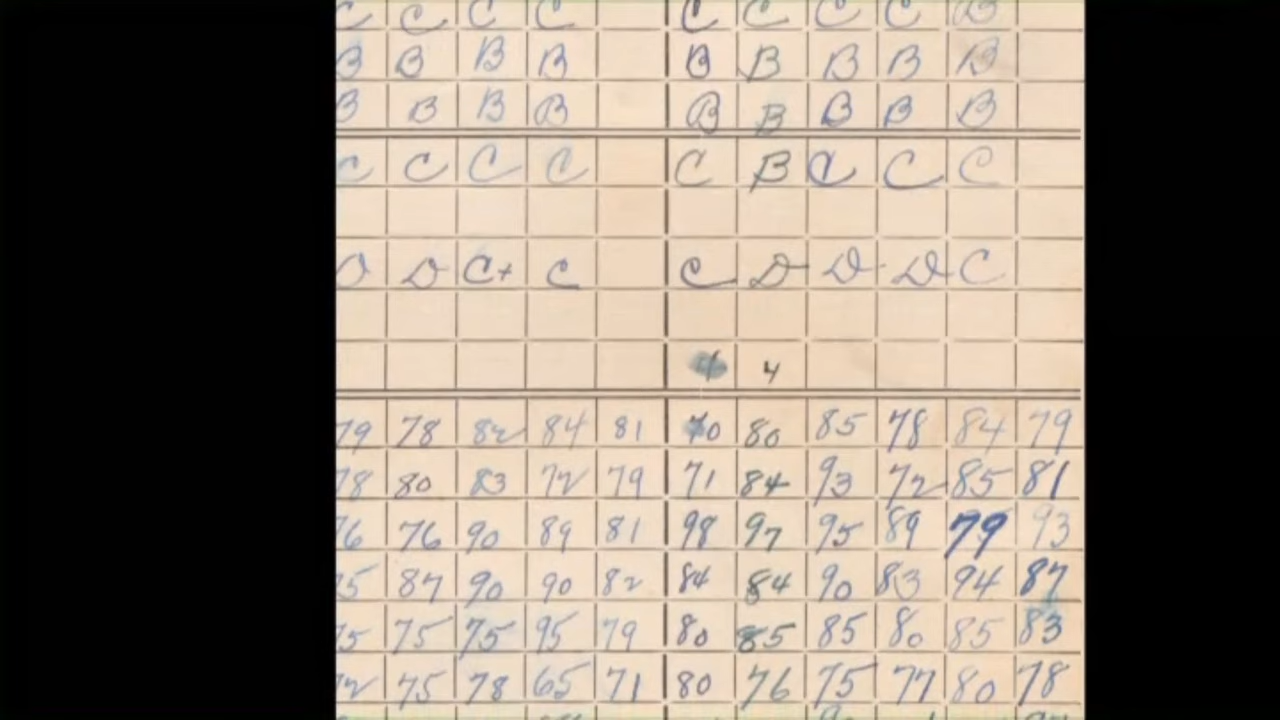 C C C C C C C C B
B B B B B B B B B
B B B B B B B B B
C C C C C B C C C
D D C+ C C D D- D C
4
79 78 82 84 81 70 80 85 78 84 79
78 80 83 72 79 71 84 93 72 85 81
76 76 90 89 81 98 97 95 89 79 93
87 90 90 82 84 84 90 83 94 87
75 75 75 95 79 80 85 85 80 85 83
72 75 78 65 71 80 76 75 77 80 78